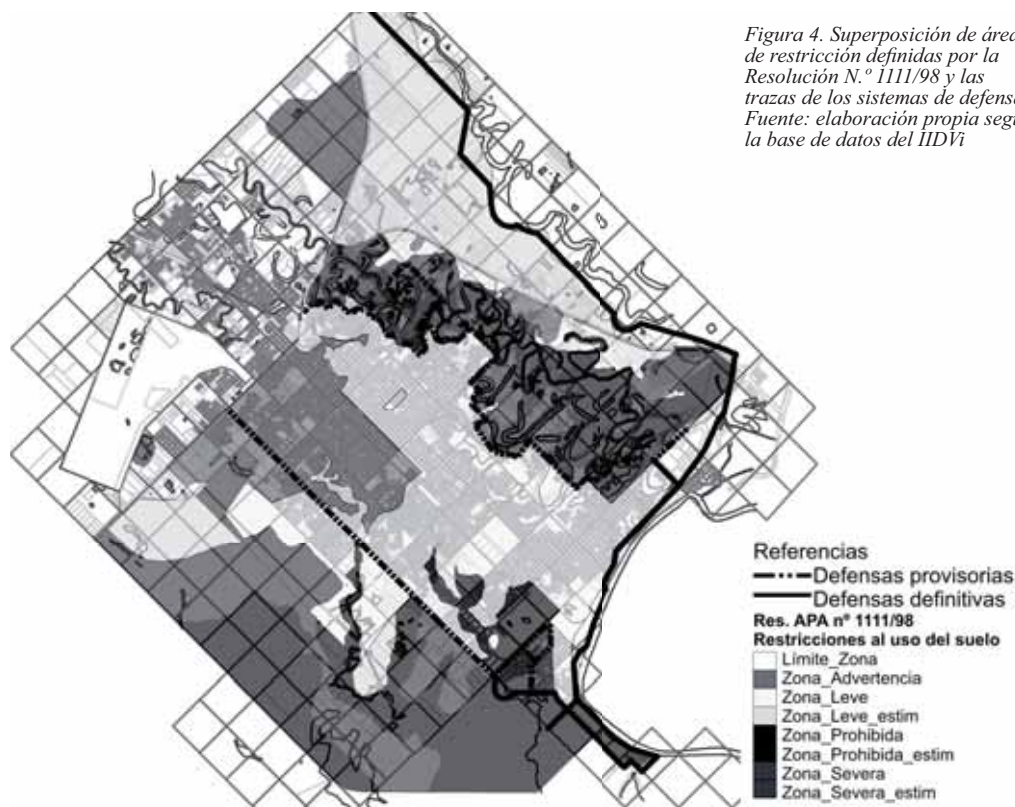 Figura 4. Superposición de área
de restricción definidas por la
Resolución N.º 1111/98 y las
trazas de los sistemas de defensa
Fuente: elaboración propia segú
la base de datos del IIDVi
Referencias
Defensas provisorias
Defensas definitivas
Res. APA nº 1111/98
Restricciones al uso del suelo
Límite_Zona
Zona_Advertencia
Zona_Leve
Zona_Leve_estim
Zona_Prohibida
Zona_Prohibida_estim
Zona_Severa
Zona_Severa_estim